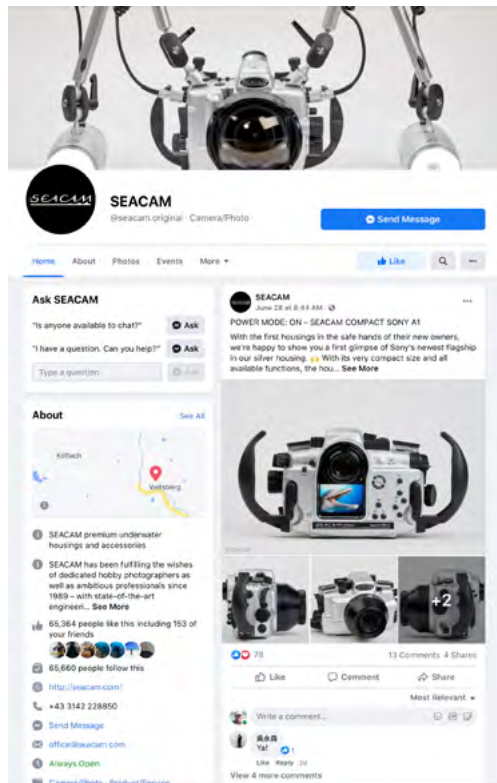 SEACAM
SEACAM
@seacam.original · Camera/Photo
Send Message
Home
About
Photos
Events
More
Like
Ask SEACAM
"Is anyone available to chat?"
Ask
"I have a question. Can you help?"
Ask
Type a question
Ask
About
See All
Köflach
Voitsberg
SEACAM premium underwater
housings and accessories
SEACAM has been fulfilling the wishes
of dedicated hobby photographers as
well as ambitious professionals since
1989 – with state-of-the-art
engineeri... See More
65,364 people like this including 153 of
your friends
65,660 people follow this
http://seacam.com/
+43 3142 228850
Send Message
office@seacam.com
Always Open
SEACAM
June 28 at 8:44 AM
POWER MODE: ON – SEACAM COMPACT SONY A1
With the first housings in the safe hands of their new owners,
we're happy to show you a first glimpse of Sony's newest flagship
in our silver housing. With its very compact size and all
available functions, the hou... See More
+2
78
13 Comments 4 Shares
Like
Comment
Share
Most Relevant
Write a comment...
Ya!
1
Like Reply 2d
View 4 more comments